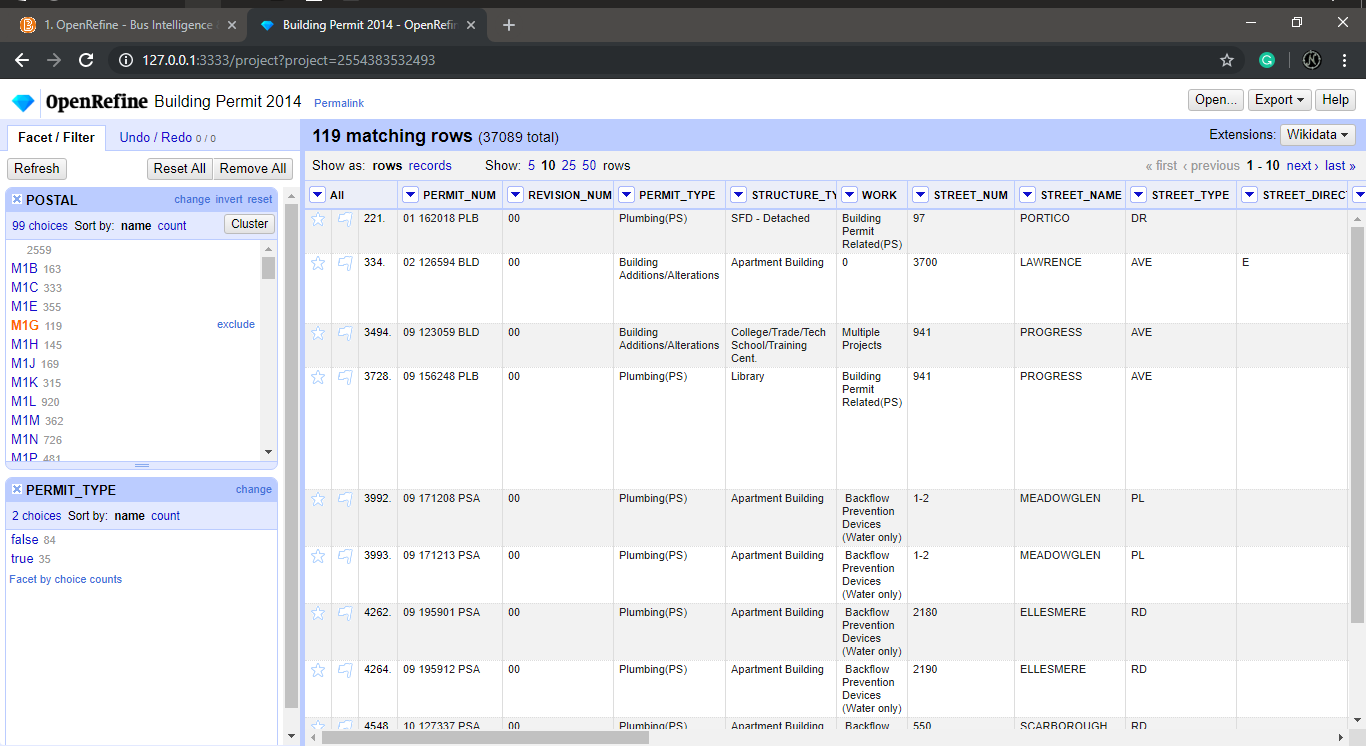 1. OpenRefine - Bus Intelligence
Building Permit 2014 - OpenRefin
127.0.0.1:3333/project?project=2554383532493
OpenRefine Building Permit 2014 Permalink
Open... Export Help
Facet / Filter Undo / Redo 0 / 0
119 matching rows (37089 total)
Extensions: Wikidata
Refresh Reset All Remove All
Show as: rows records Show: 5 10 25 50 rows
« first ‹ previous 1 - 10 next › last »
POSTAL change invert reset
99 choices Sort by: name count Cluster
2559
M1B 163
M1C 333
M1E 355
M1G 119 exclude
M1H 145
M1J 169
M1K 315
M1L 920
M1M 362
M1N 726
M1P 481
PERMIT_TYPE change
2 choices Sort by: name count
false 84
true 35
Facet by choice counts
All PERMIT_NUM REVISION_NUM PERMIT_TYPE STRUCTURE_TY WORK STREET_NUM STREET_NAME STREET_TYPE STREET_DIREC
221. 01 162018 PLB 00 Plumbing(PS) SFD - Detached Building 97 PORTICO DR
Permit
Related(PS)
334. 02 126594 BLD 00 Building Apartment Building 0 3700 LAWRENCE AVE E
Additions/Alterations
3494. 09 123059 BLD 00 Building College/Trade/Tech Multiple 941 PROGRESS AVE
Additions/Alterations School/Training Projects
Cent.
3728. 09 156248 PLB 00 Plumbing(PS) Library Building 941 PROGRESS AVE
Permit
Related(PS)
3992. 09 171208 PSA 00 Plumbing(PS) Apartment Building Backflow 1-2 MEADOWGLEN PL
Prevention
Devices
(Water only)
3993. 09 171213 PSA 00 Plumbing(PS) Apartment Building Backflow 1-2 MEADOWGLEN PL
Prevention
Devices
(Water only)
4262. 09 195901 PSA 00 Plumbing(PS) Apartment Building Backflow 2180 ELLESMERE RD
Prevention
Devices
(Water only)
4264. 09 195912 PSA 00 Plumbing(PS) Apartment Building Backflow 2190 ELLESMERE RD
Prevention
Devices
(Water only)
4548. 10 127337 PSA 00 Plumbing(PS) Apartment Building Backflow 550 SCARBOROUGH RD